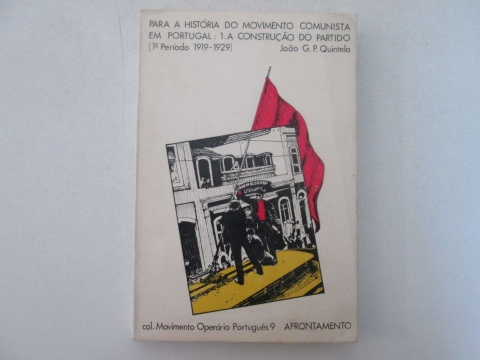 PARA A HISTÓRIA DO MOVIMENTO COMUNISTA
EM PORTUGAL: 1. A CONSTRUÇÃO DO PARTIDO
(1º Período 1919-1929) João G. P. Quintela
col. Movimento Operário Português 9 AFRONTAMENTO